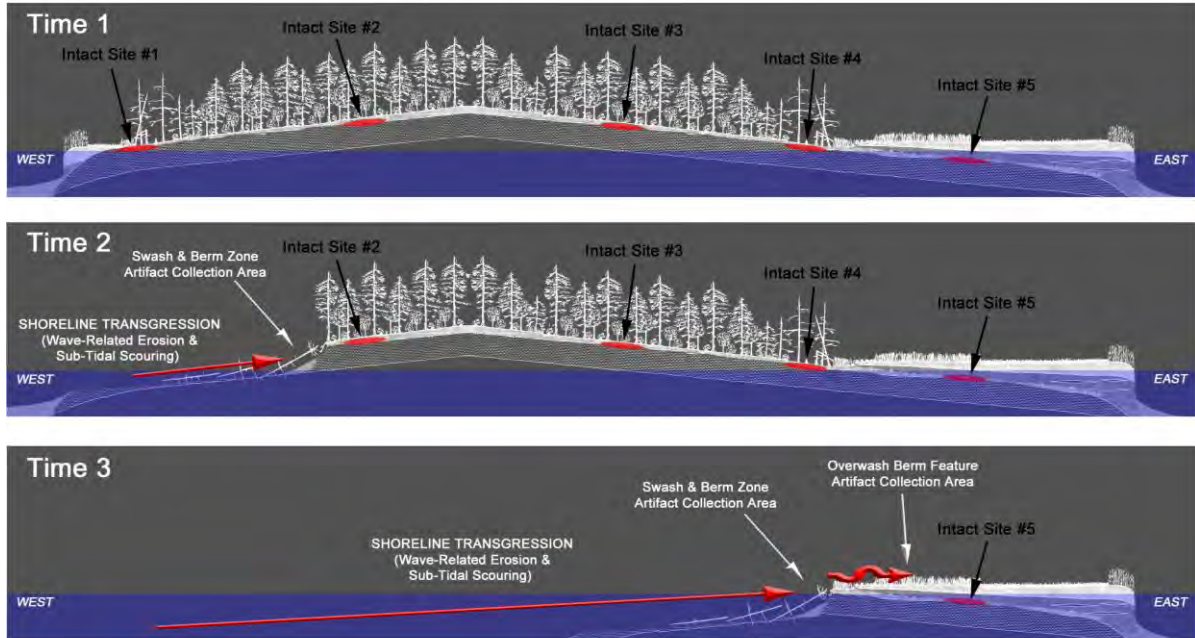 Time 1
Intact Site #1
Intact Site #2
Intact Site #3
Intact Site #4
Intact Site #5
WEST
EAST
Time 2
Swash & Berm Zone
Artifact Collection Area
Intact Site #2
Intact Site #3
Intact Site #4
Intact Site #5
SHORELINE TRANSGRESSION
(Wave-Related Erosion &
Sub-Tidal Scouring)
WEST
EAST
Time 3
Swash & Berm Zone
Artifact Collection Area
Overwash Berm Feature
Artifact Collection Area
Intact Site #5
SHORELINE TRANSGRESSION
(Wave-Related Erosion &
Sub-Tidal Scouring)
WEST
EAST